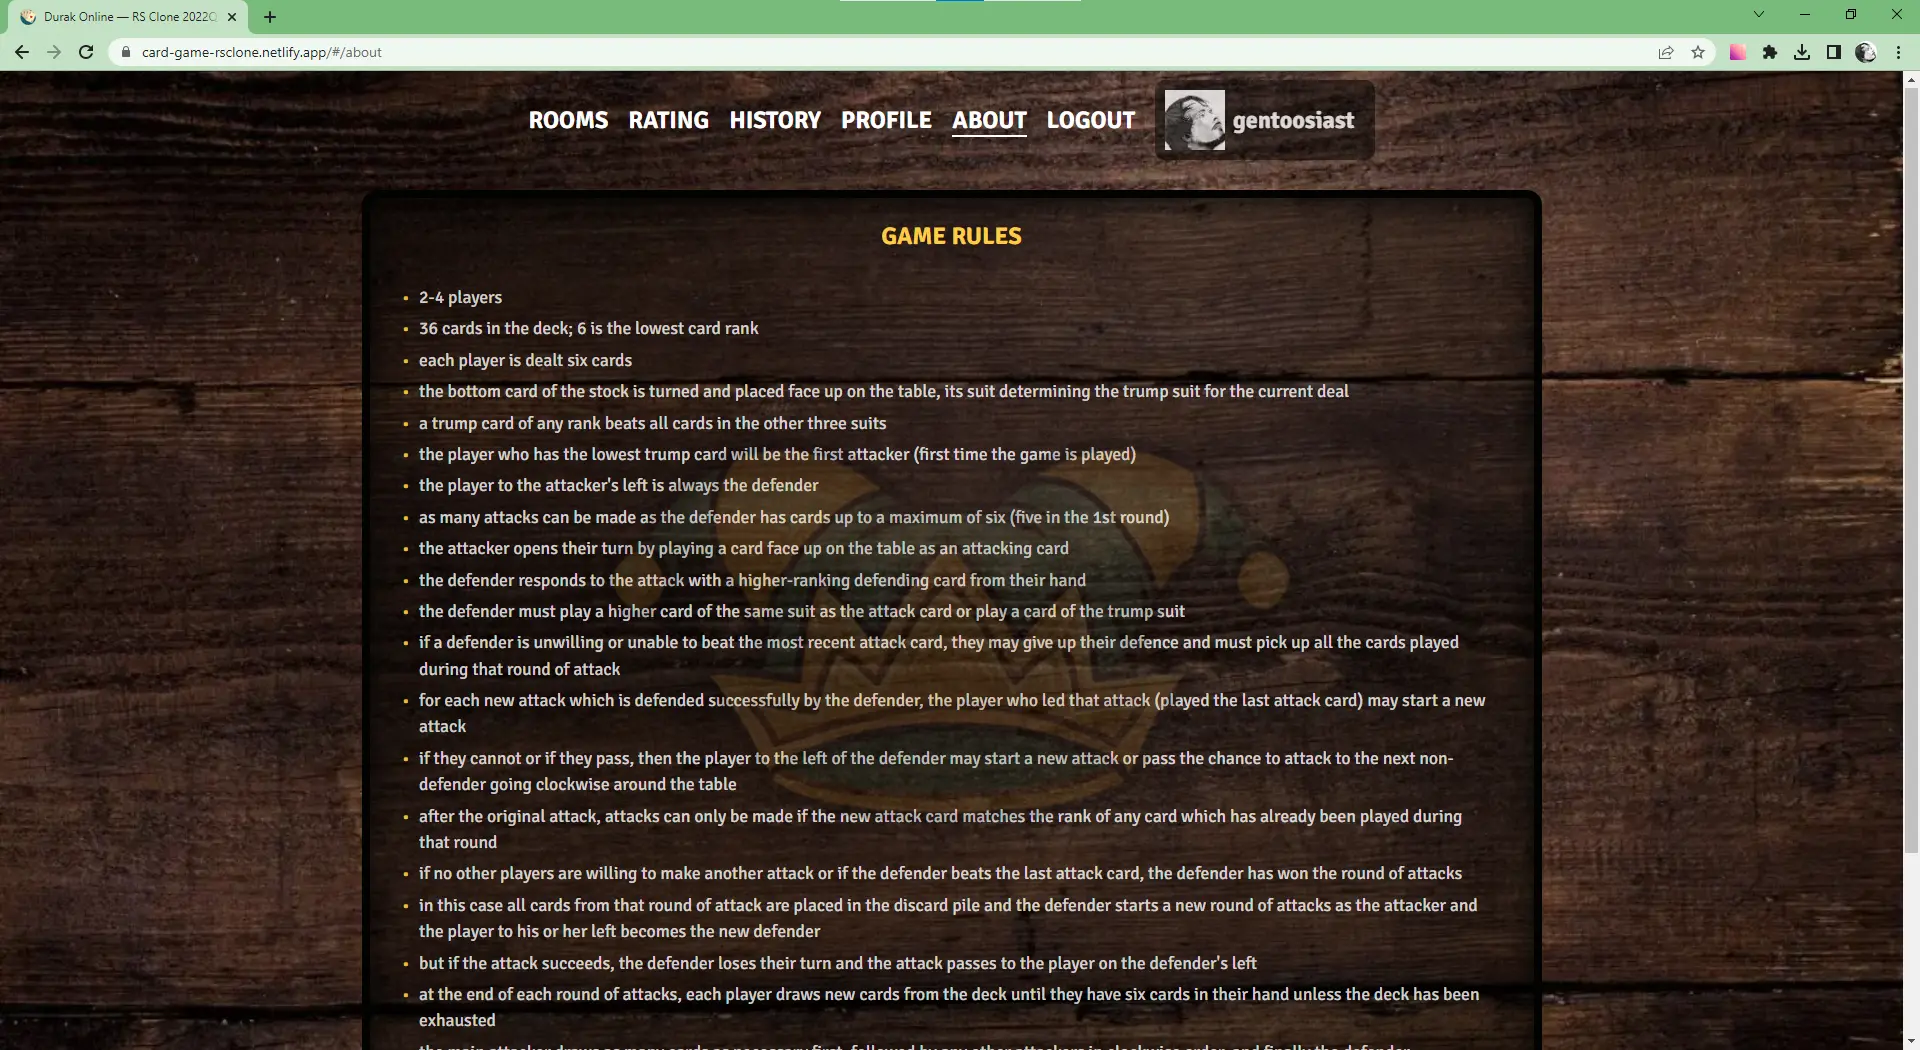 Durak Online — RS Clone 2022Q
card-game-rsclone.netlify.app/#/about
ROOMS RATING HISTORY PROFILE ABOUT LOGOUT gentoosiast
GAME RULES
2-4 players
36 cards in the deck; 6 is the lowest card rank
each player is dealt six cards
the bottom card of the stock is turned and placed face up on the table, its suit determining the trump suit for the current deal
a trump card of any rank beats all cards in the other three suits
the player who has the lowest trump card will be the first attacker (first time the game is played)
the player to the attacker's left is always the defender
as many attacks can be made as the defender has cards up to a maximum of six (five in the 1st round)
the attacker opens their turn by playing a card face up on the table as an attacking card
the defender responds to the attack with a higher-ranking defending card from their hand
the defender must play a higher card of the same suit as the attack card or play a card of the trump suit
if a defender is unwilling or unable to beat the most recent attack card, they may give up their defence and must pick up all the cards played
during that round of attack
for each new attack which is defended successfully by the defender, the player who led that attack (played the last attack card) may start a new
attack
if they cannot or if they pass, then the player to the left of the defender may start a new attack or pass the chance to attack to the next non-
defender going clockwise around the table
after the original attack, attacks can only be made if the new attack card matches the rank of any card which has already been played during
that round
if no other players are willing to make another attack or if the defender beats the last attack card, the defender has won the round of attacks
in this case all cards from that round of attack are placed in the discard pile and the defender starts a new round of attacks as the attacker and
the player to his or her left becomes the new defender
but if the attack succeeds, the defender loses their turn and the attack passes to the player on the defender's left
at the end of each round of attacks, each player draws new cards from the deck until they have six cards in their hand unless the deck has been
exhausted
the main attacker draws as many cards as necessary first, followed by any other attackers in clockwise order, and finally the defender